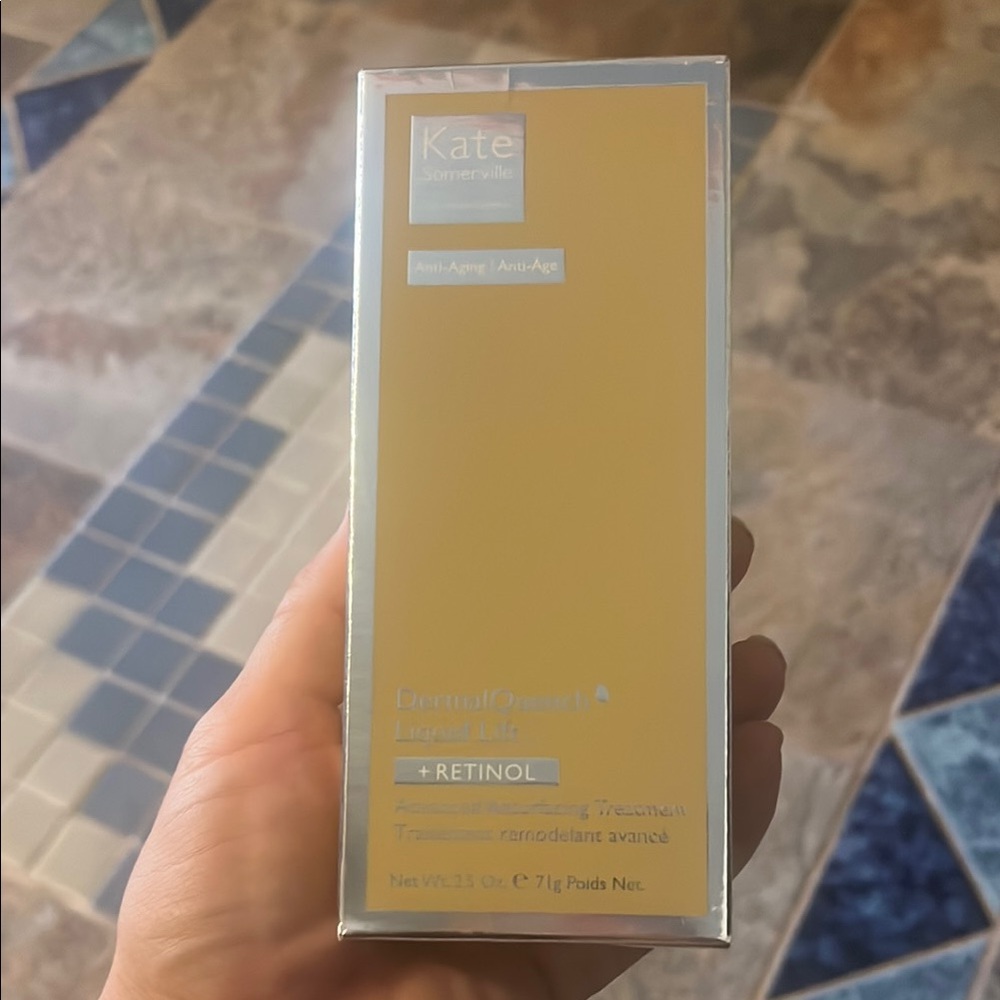 Kate
Somerville
Anti-Aging | Anti-Âge
DermalQuench
Liquid Lift
+RETINOL
Advanced Resurfacing Treatment
Traitement remodelant avancé
Net Wt. 2.5 Oz. ℮ 71g Poids Net.